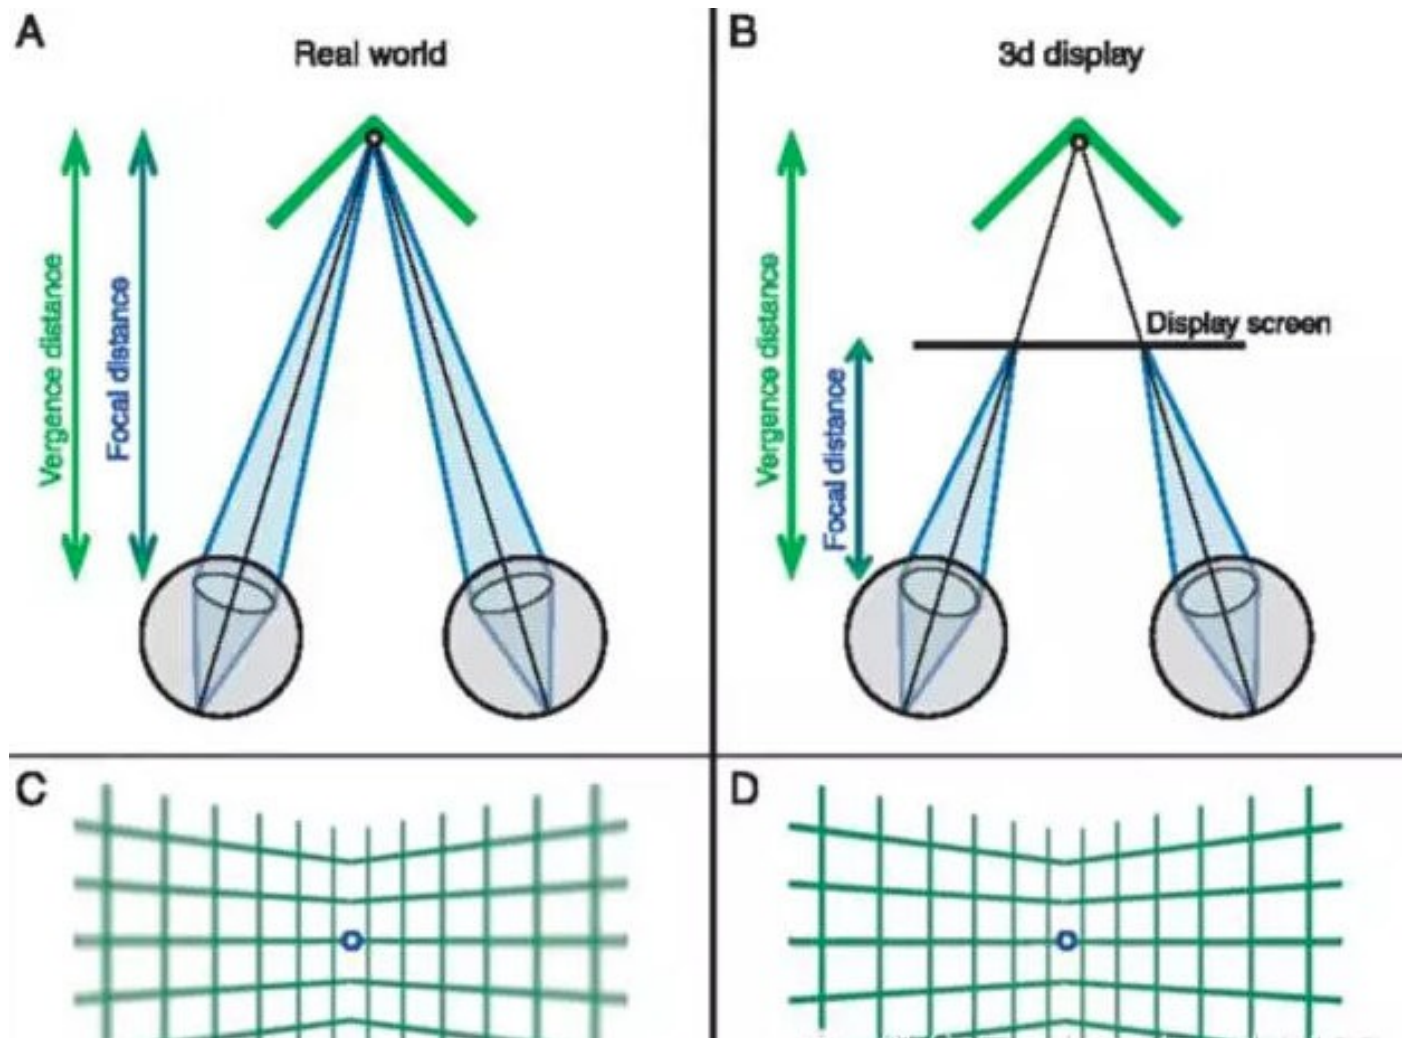 A
Real world
Vergence distance
Focal distance
B
3d display
Vergence distance
Focal distance
Display screen
C
D